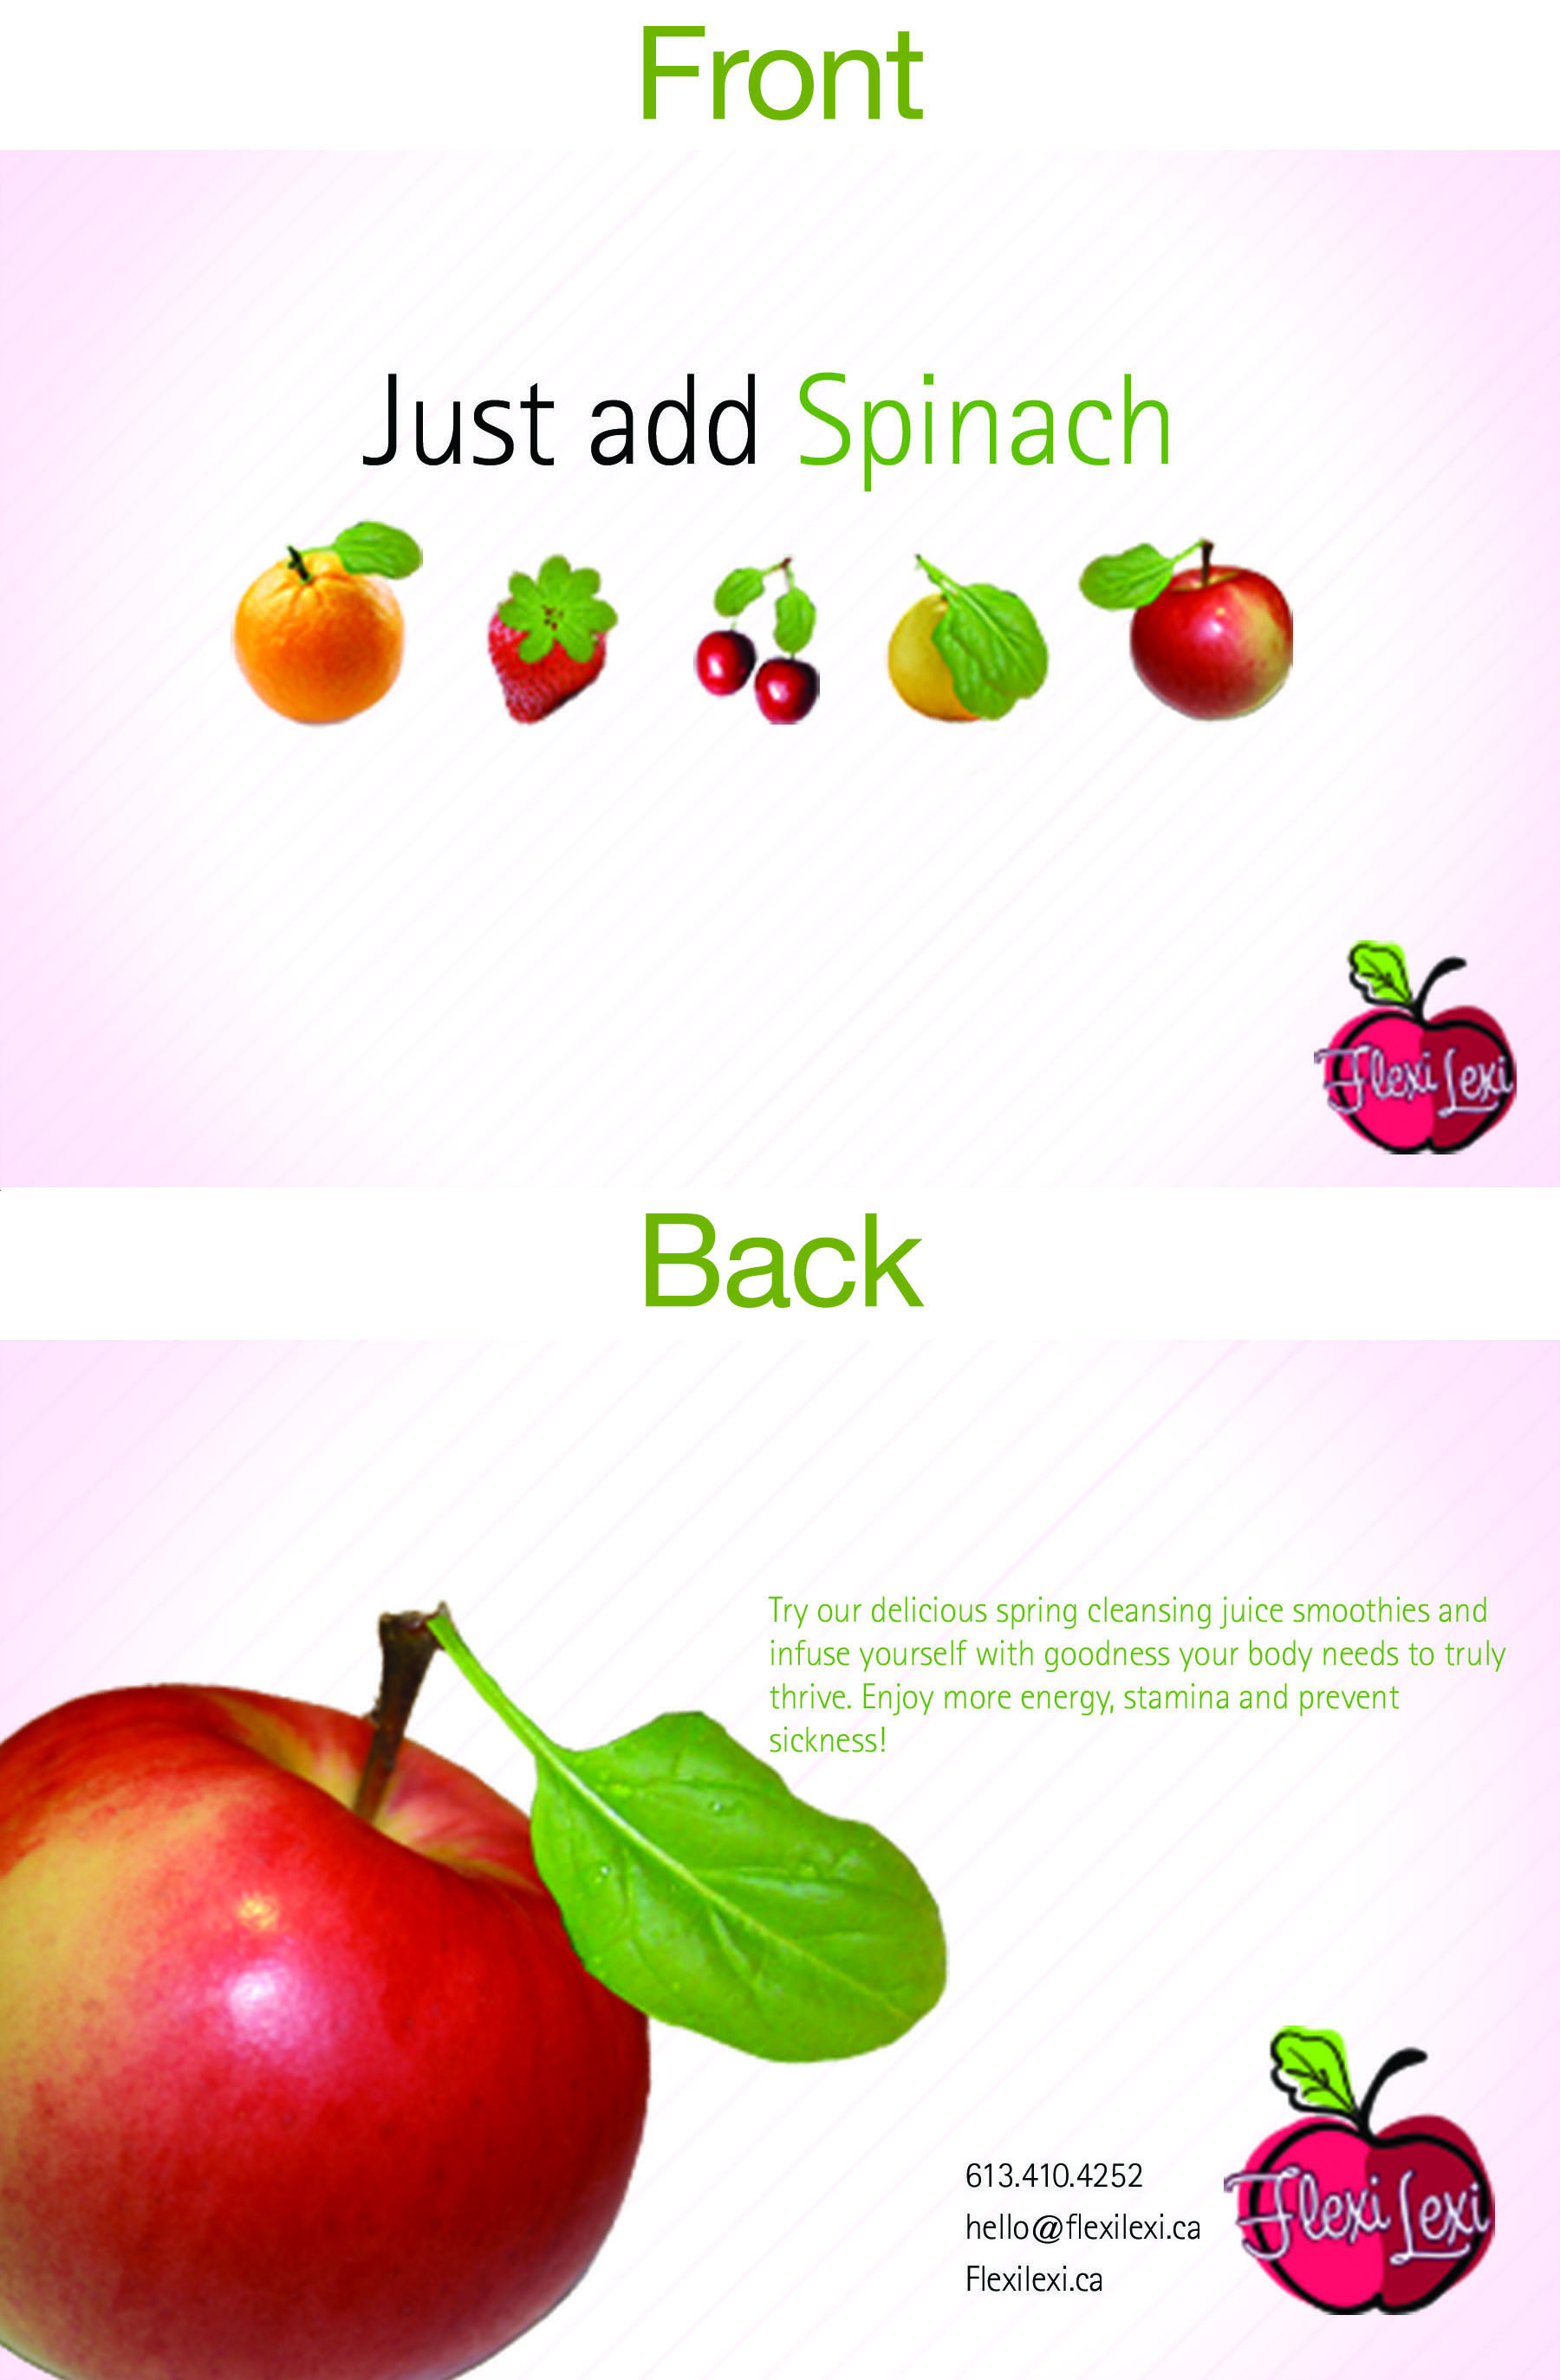 Front
Just add Spinach
Flexi Lexi
Back
Try our delicious spring cleansing juice smoothies and
infuse yourself with goodness your body needs to truly
thrive. Enjoy more energy, stamina and prevent
sickness!
613.410.4252
hello@flexilexi.ca
Flexilexi.ca
Flexi Lexi